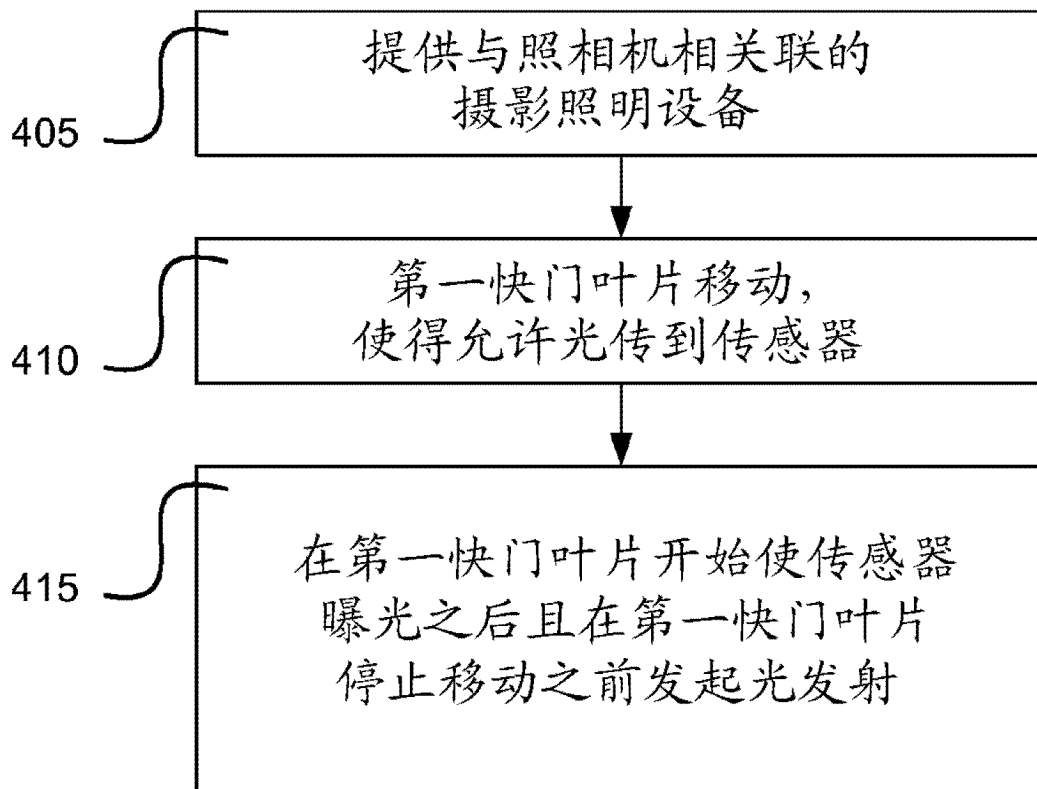 提供与照相机相关联的
摄影照明设备
405
第一快门叶片移动，
使得允许光传到传感器
410
在第一快门叶片开始使传感器
曝光之后且在第一快门叶片
停止移动之前发起光发射
415